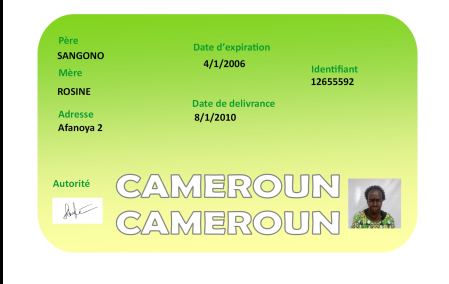 Père
SANGONO
Mère
ROSINE
Adresse
Afanoya 2
Date d'expiration
4/1/2006
Date de delivrance
8/1/2010
Identifiant
12655592
Autorité
CAMEROUN
CAMEROUN